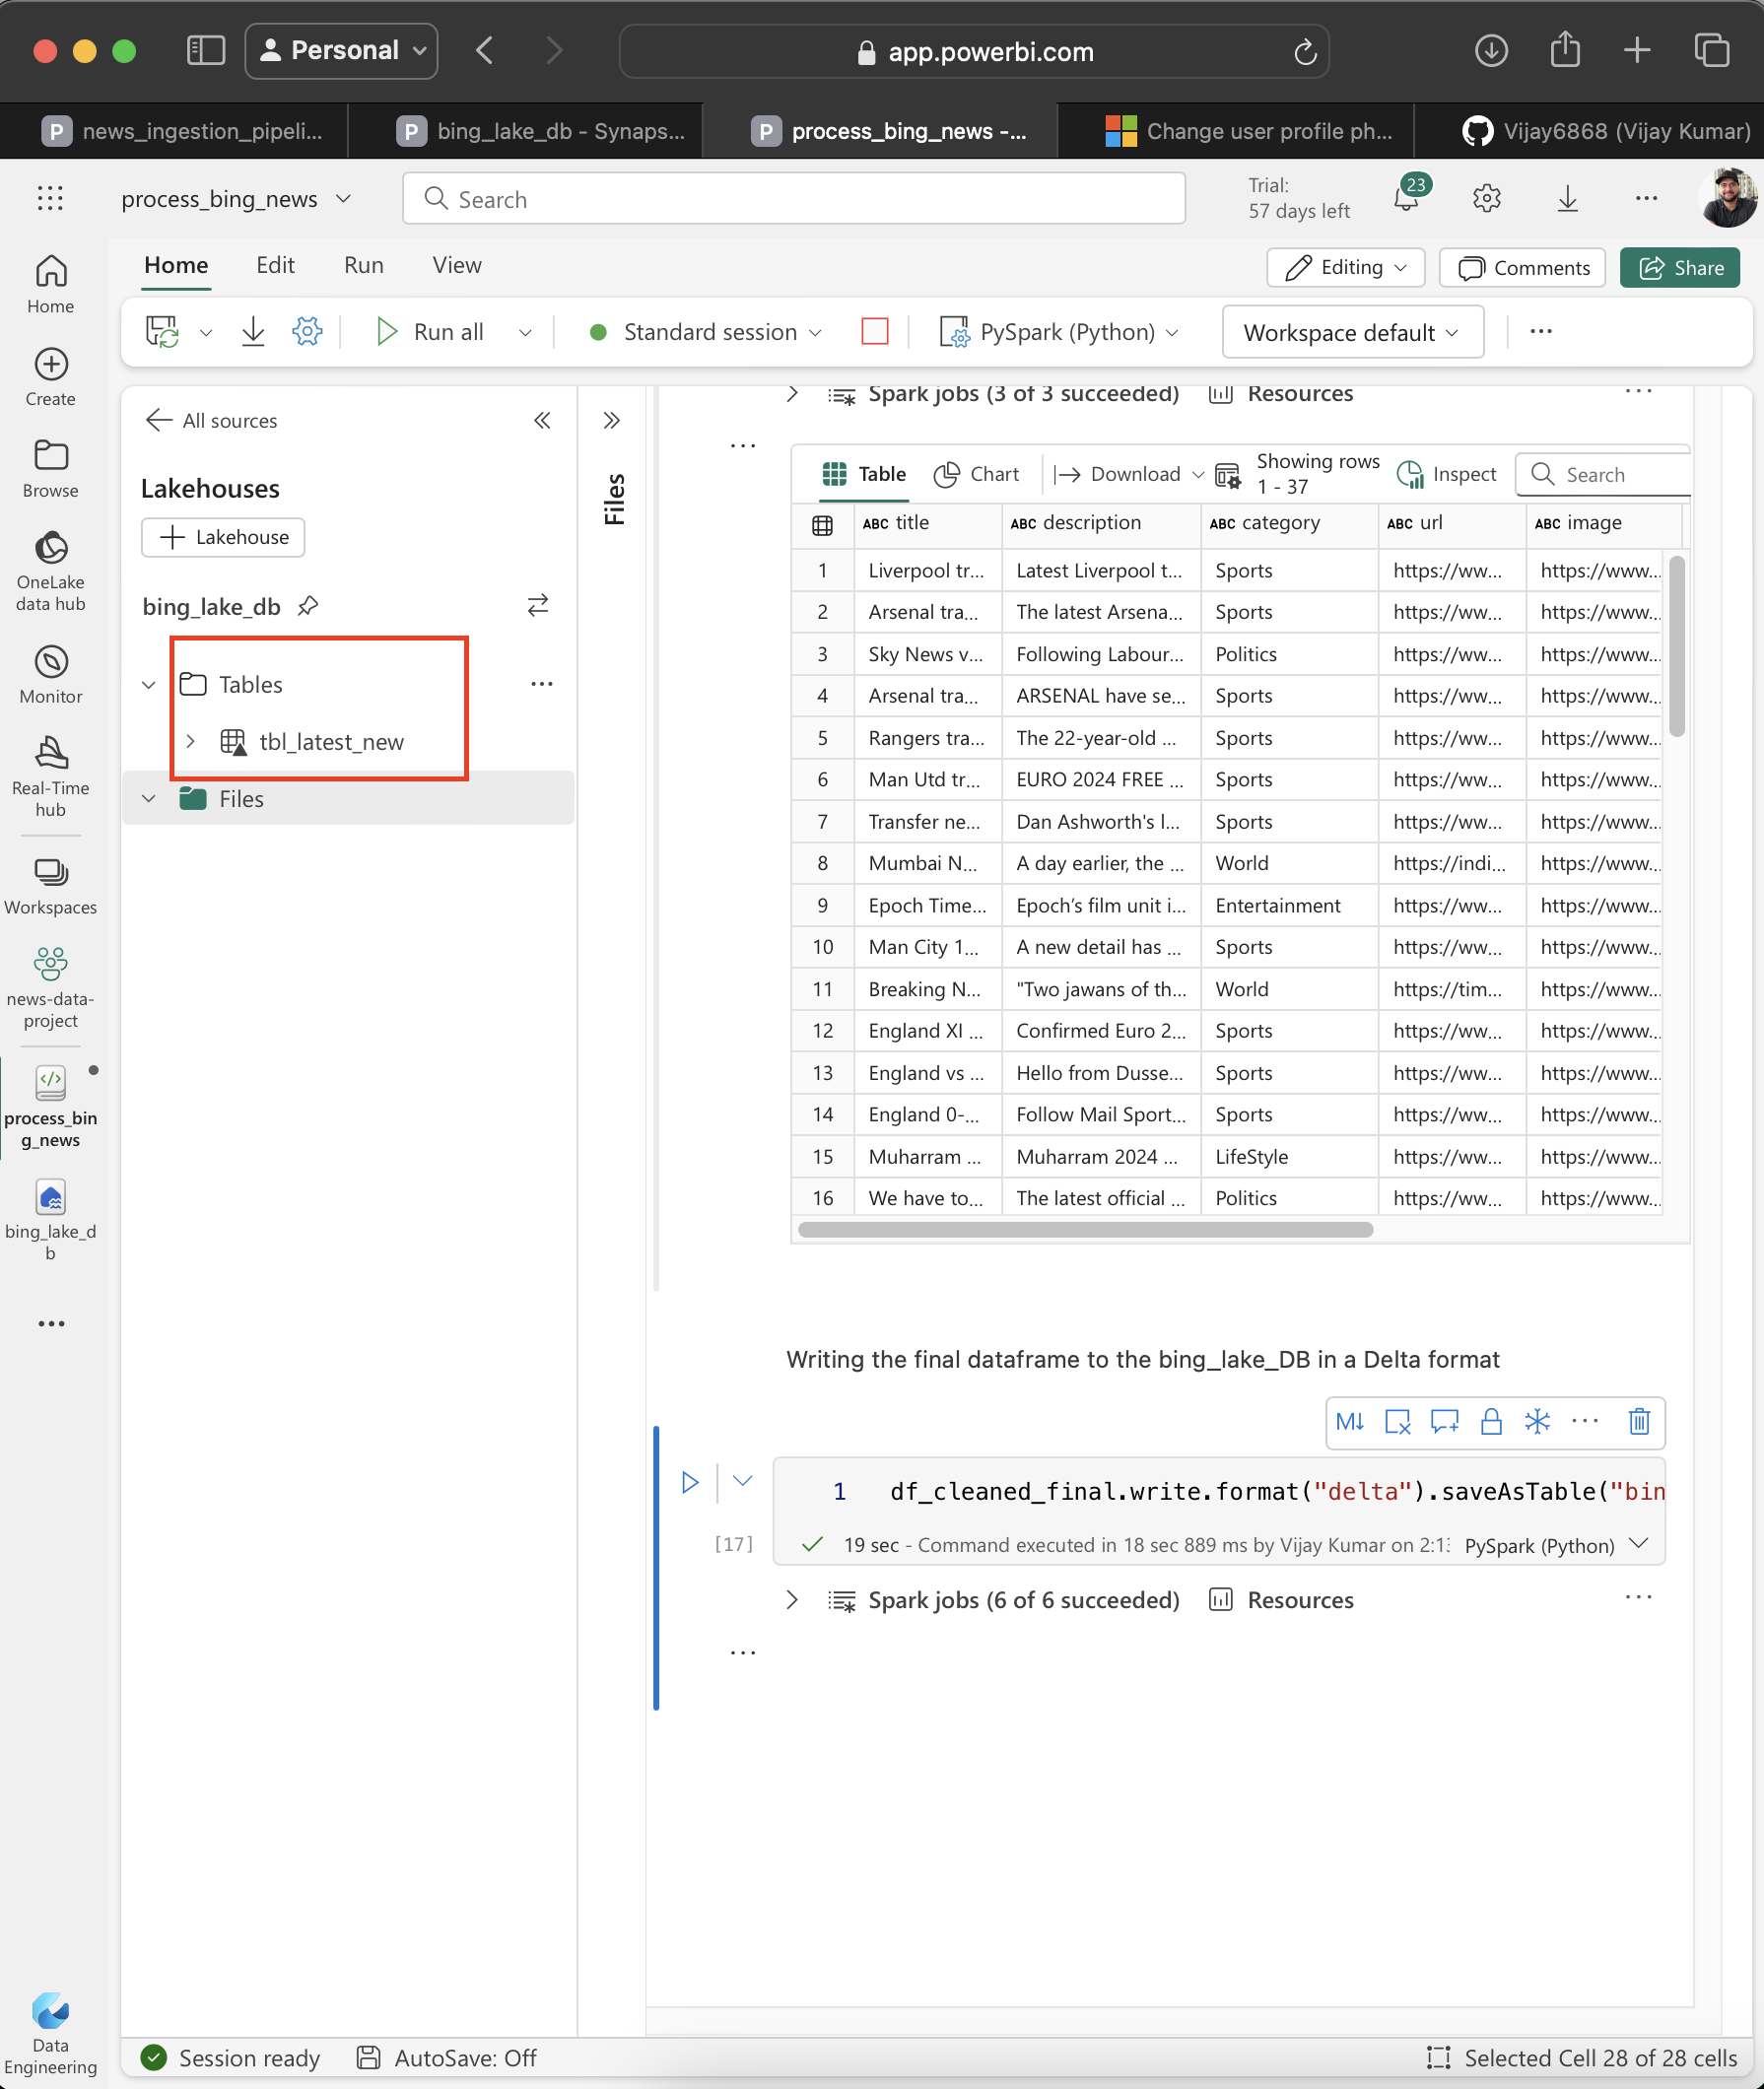 Personal
app.powerbi.com
P news_ingestion_pipeli...
P bing_lake_db - Synaps...
P process_bing_news -...
Change user profile ph...
Vijay6868 (Vijay Kumar)
process_bing_news
Search
Trial:
57 days left
23
Home Edit Run View
Editing Comments Share
Run all Standard session PySpark (Python) Workspace default
Home
Create
Browse
OneLake
data hub
Monitor
Real-Time
hub
Workspaces
news-data-
project
process_bin
g_news
bing_lake_d
b
Data
Engineering
All sources
Lakehouses
Lakehouse
bing_lake_db
Tables
tbl_latest_new
Files
Files
Spark jobs (3 of 3 succeeded) Resources
Table Chart Download Showing rows
1 - 37
Inspect Search
ABC title ABC description ABC category ABC url ABC image
1 Liverpool tr... Latest Liverpool t... Sports https://ww... https://www...
2 Arsenal tra... The latest Arsena... Sports https://ww... https://www...
3 Sky News v... Following Labour... Politics https://ww... https://www...
4 Arsenal tra... ARSENAL have se... Sports https://ww... https://www...
5 Rangers tra... The 22-year-old ... Sports https://ww... https://www...
6 Man Utd tr... EURO 2024 FREE ... Sports https://ww... https://www...
7 Transfer ne... Dan Ashworth's l... Sports https://ww... https://www...
8 Mumbai N... A day earlier, the ... World https://indi... https://www...
9 Epoch Time... Epoch’s film unit i... Entertainment https://ww... https://www...
10 Man City 1... A new detail has ... Sports https://ww... https://www...
11 Breaking N... "Two jawans of th... World https://tim... https://www...
12 England XI ... Confirmed Euro 2... Sports https://ww... https://www...
13 England vs ... Hello from Dusse... Sports https://ww... https://www...
14 England 0-... Follow Mail Sport... Sports https://ww... https://www...
15 Muharram ... Muharram 2024 ... LifeStyle https://ww... https://www...
16 We have to... The latest official ... Politics https://ww... https://www...
Writing the final dataframe to the bing_lake_DB in a Delta format
M↓
1 df_cleaned_final.write.format("delta").saveAsTable("bin
[17] 19 sec - Command executed in 18 sec 889 ms by Vijay Kumar on 2:1 PySpark (Python)
Spark jobs (6 of 6 succeeded) Resources
Session ready AutoSave: Off Selected Cell 28 of 28 cells